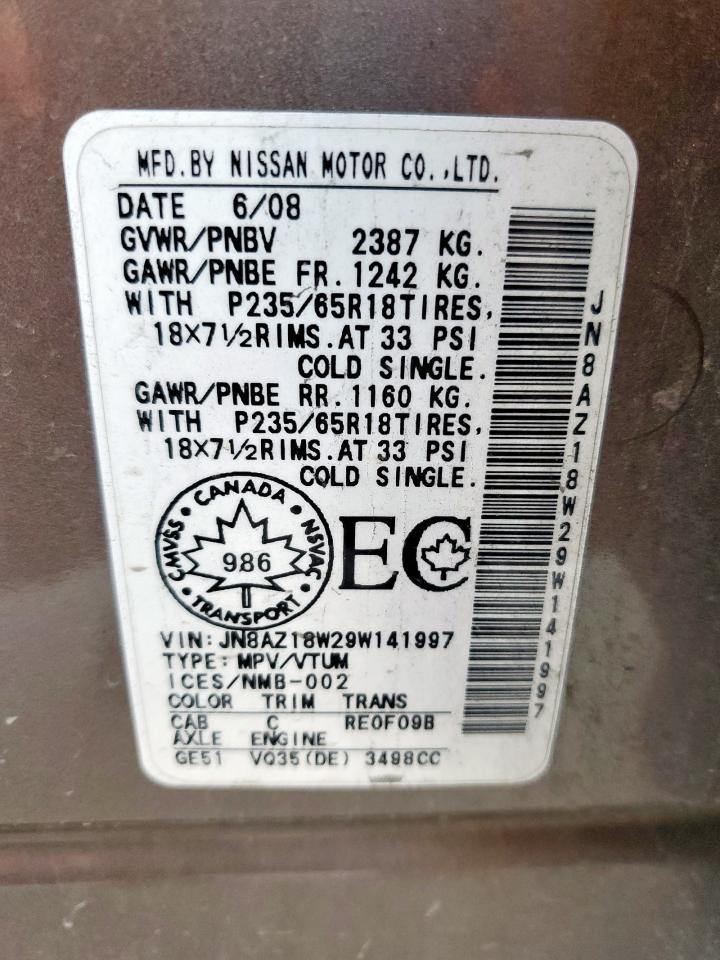 MFD.BY NISSAN MOTOR CO.,LTD.
DATE 6/08
GVWR/PNBV 2387 KG.
GAWR/PNBE FR.1242 KG.
WITH P235/65R18TIRES,
18X7½RIMS.AT 33 PSI
COLD SINGLE.
GAWR/PNBE RR.1160 KG.
WITH P235/65R18TIRES,
18X7½RIMS.AT 33 PSI
COLD SINGLE.
CANADA
CMVSS
NSVAC
986
TRANSPORT
EC
VIN:JN8AZ18W29W141997
TYPE:MPV/VTUM
ICES/NMB-002
COLOR TRIM TRANS
CAB C RE0F09B
AXLE ENGINE
GE51 VQ35(DE) 3498CC
JN8AZ18W29W141997